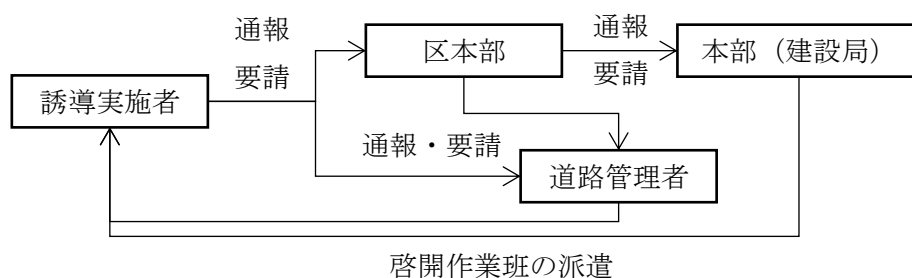 通報
要請
誘導実施者
区本部
通報
要請
本部（建設局）
通報・要請
道路管理者
啓開作業班の派遣